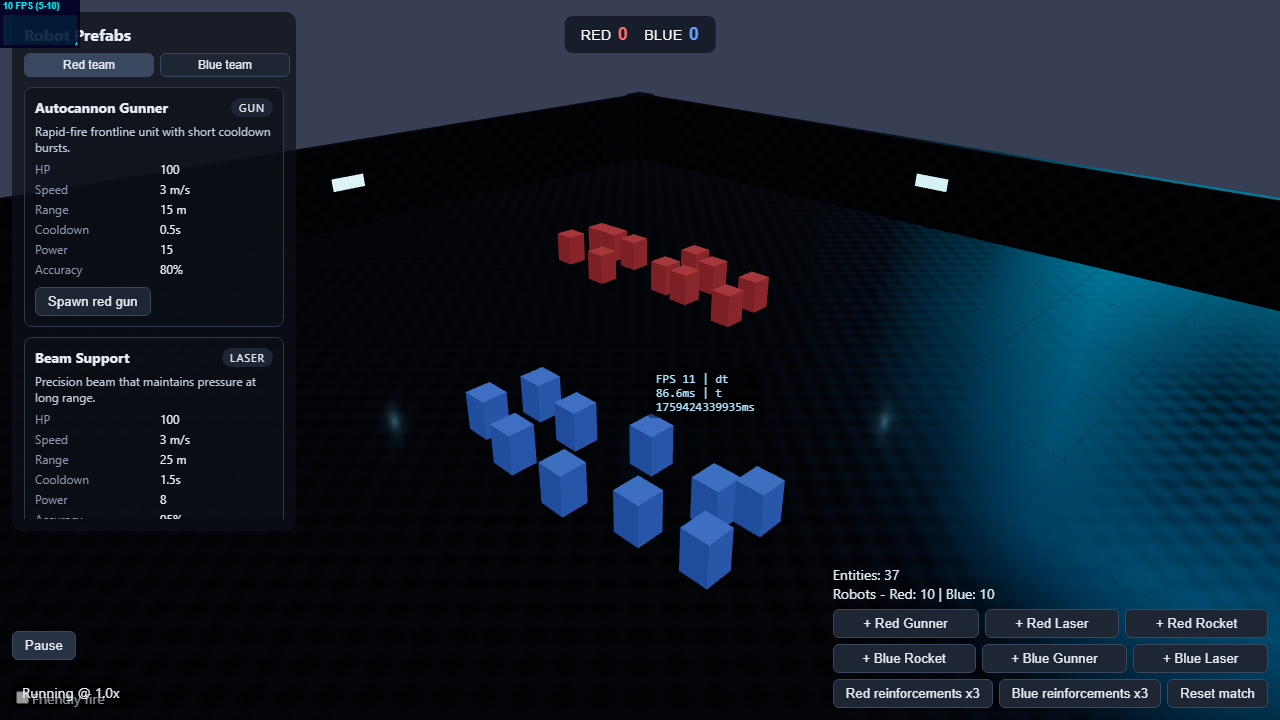 10 FPS (5-10)
Robot Prefabs
Red team
Blue team
Autocannon Gunner
GUN
Rapid-fire frontline unit with short cooldown
bursts.
HP 100
Speed 3 m/s
Range 15 m
Cooldown 0.5s
Power 15
Accuracy 80%
Spawn red gun
Beam Support
LASER
Precision beam that maintains pressure at
long range.
HP 100
Speed 3 m/s
Range 25 m
Cooldown 1.5s
Power 8
Accuracy 95%
RED 0 BLUE 0
FPS 11 | dt
86.6ms | t
1759424339935ms
Pause
Running @ 1.0x
Friendly fire
Entities: 37
Robots - Red: 10 | Blue: 10
+ Red Gunner
+ Red Laser
+ Red Rocket
+ Blue Rocket
+ Blue Gunner
+ Blue Laser
Red reinforcements x3
Blue reinforcements x3
Reset match